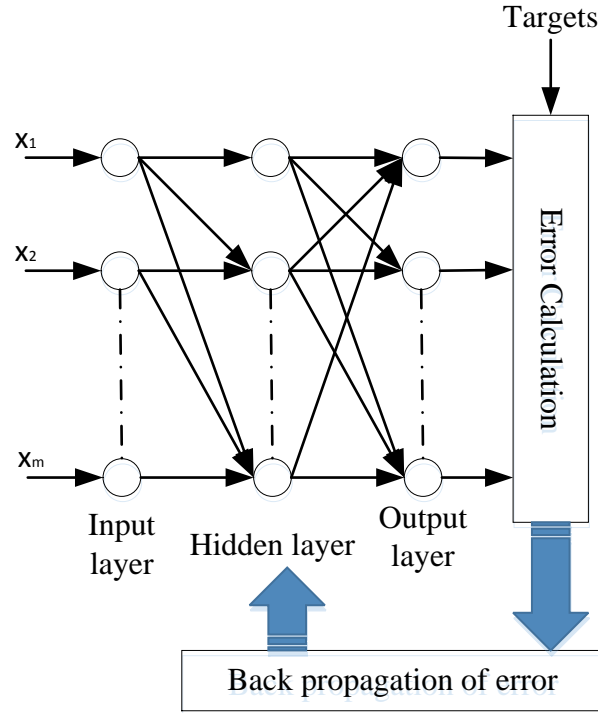 Targets
x1
x2
xm
Error Calculation
Input
layer
Hidden layer
Output
layer
Back propagation of error